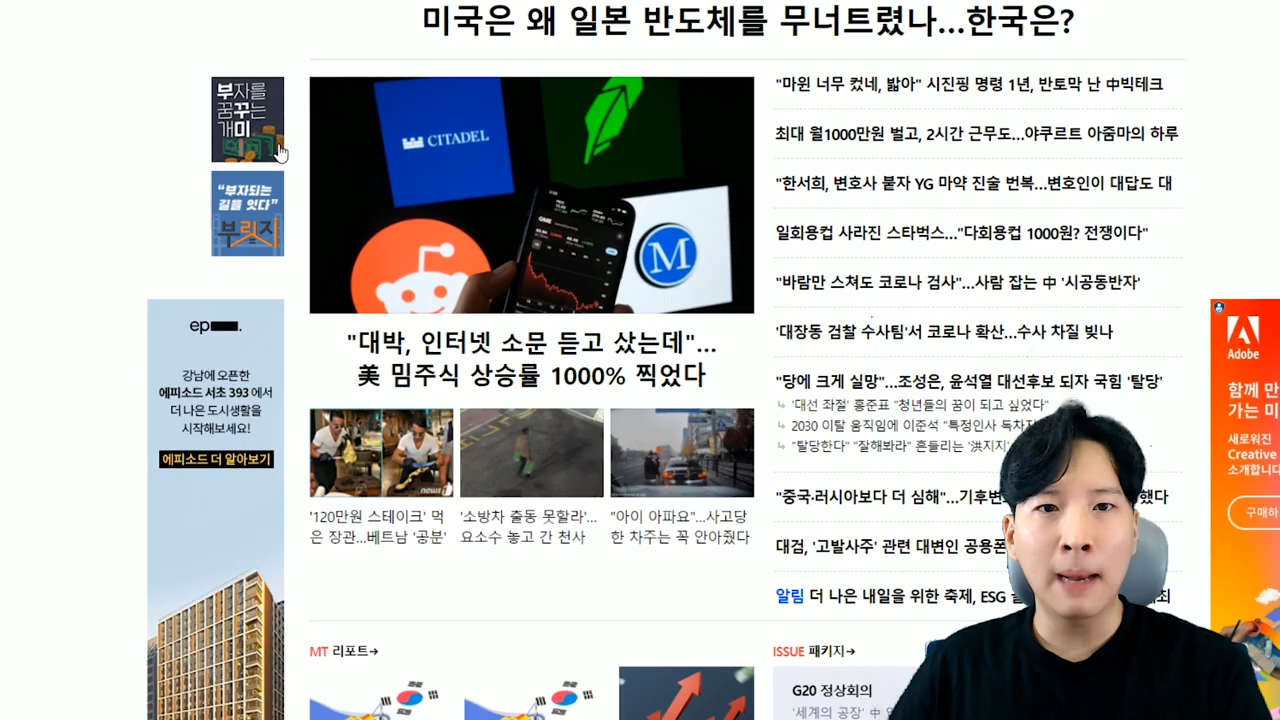 미국은 왜 일본 반도체를 무너트렸나...한국은?
부자를
꿈꾸는
개미
"부자되는
길을 잇다"
부릿지
ep
강남에 오픈한
에피소드 서초 393 에서
더 나은 도시생활을
시작해보세요!
에피소드 더 알아보기
CITADEL
GME
M
"대박, 인터넷 소문 듣고 샀는데"...
美 밈주식 상승률 1000% 찍었다
news1
'120만원 스테이크' 먹
은 장관...베트남 '공분'
'소방차 출동 못할라'...
요소수 놓고 간 천사
"아이 아파요"...사고당
한 차주는 꼭 안아줬다
MT 리포트→
"마윈 너무 컸네, 밟아" 시진핑 명령 1년, 반토막 난 中빅테크
최대 월1000만원 벌고, 2시간 근무도...야쿠르트 아줌마의 하루
"한서희, 변호사 붙자 YG 마약 진술 번복...변호인이 대답도 대
일회용컵 사라진 스타벅스..."다회용컵 1000원? 전쟁이다"
"바람만 스쳐도 코로나 검사"...사람 잡는 中 '시공동반자'
'대장동 검찰 수사팀'서 코로나 확산...수사 차질 빚나
"당에 크게 실망"...조성은, 윤석열 대선후보 되자 국힘 '탈당'
'대선 좌절' 홍준표 "청년들의 꿈이 되고 싶었다"
2030 이탈 움직임에 이준석 "특정인사 독차
"탈당한다" "잘해봐라" 흔들리는 '洪지지
"중국·러시아보다 더 심해"...기후변 했다
대검, '고발사주' 관련 대변인 공용폰
알림 더 나은 내일을 위한 축제, ESG 최
ISSUE 패키지→
G20 정상회의
'세계의 공장' 中
Adobe
함께 만
가는 미
새로워진
Creative
소개합니다
구매하